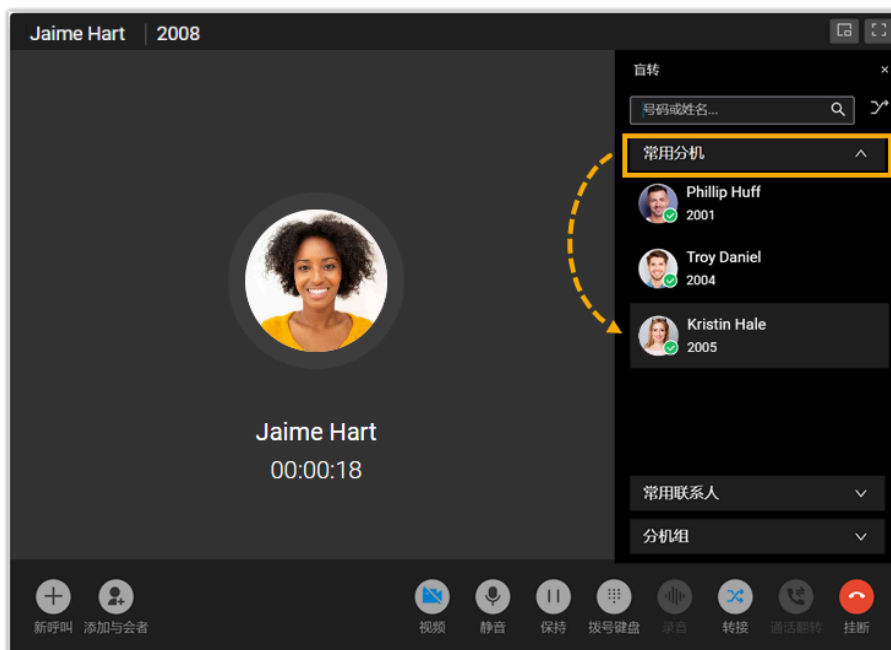 Jaime Hart | 2008
盲转
号码或姓名...
常用分机
Phillip Huff
2001
Troy Daniel
2004
Kristin Hale
2005
Jaime Hart
00:00:18
常用联系人
分机组
新呼叫 添加与会者 视频 静音 保持 拨号键盘 录音 转接 通话翻转 挂断